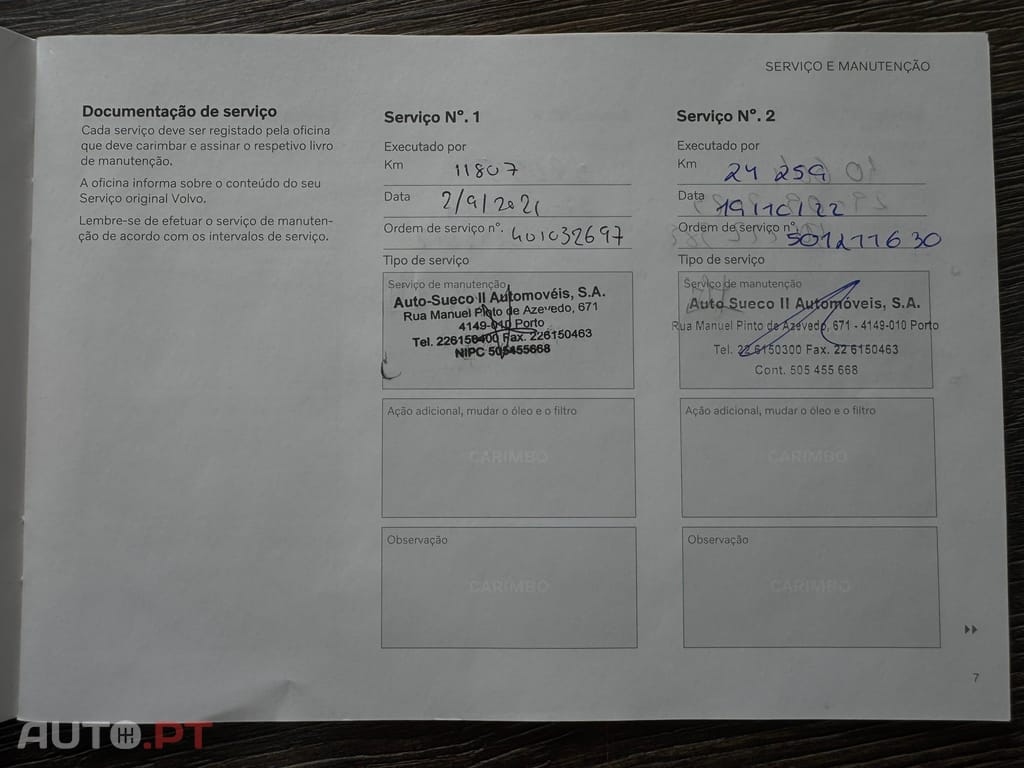 SERVIÇO E MANUTENÇÃO
Documentação de serviço
Cada serviço deve ser registado pela oficina
que deve carimbar e assinar o respetivo livro
de manutenção.
A oficina informa sobre o conteúdo do seu
Serviço original Volvo.
Lembre-se de efetuar o serviço de manuten-
ção de acordo com os intervalos de serviço.
Serviço Nº. 1
Executado por
Km 11807
Data 2/9/2021
Ordem de serviço nº. 401032697
Tipo de serviço
Serviço de manutenção
Auto-Sueco II Automovéis, S.A.
Rua Manuel Pinto de Azevedo, 671
4149-010 Porto
Tel. 226150400 Fax. 226150463
NIPC 505455668
Ação adicional, mudar o óleo e o filtro
CARIMBO
Observação
CARIMBO
Serviço Nº. 2
Executado por
Km 24 259
Data 19/10/22
Ordem de serviço nº. 501211630
Tipo de serviço
Serviço de manutenção
Auto Sueco II Automóveis, S.A.
Rua Manuel Pinto de Azevedo, 671 - 4149-010 Porto
Tel. 22 6150300 Fax. 22 6150463
Cont. 505 455 668
Ação adicional, mudar o óleo e o filtro
CARIMBO
Observação
CARIMBO
7
AUTO.PT